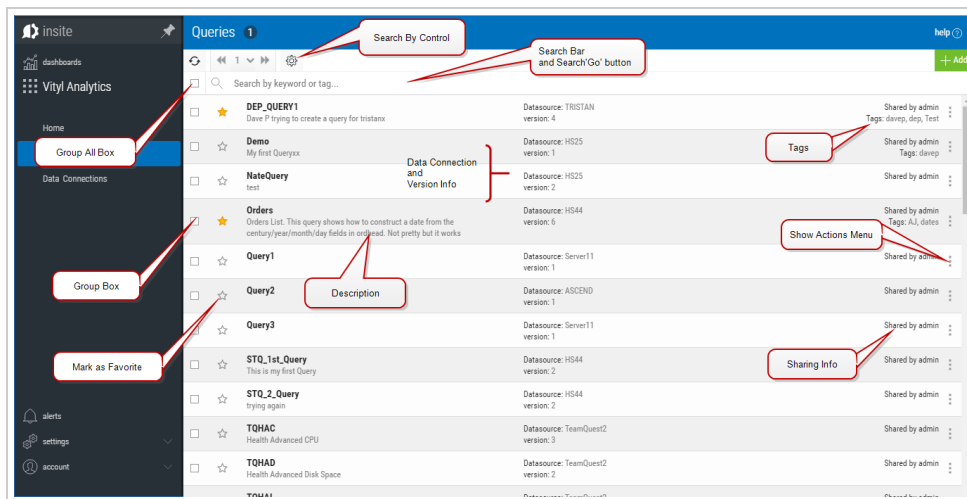 insite
Queries 1
help ?
Search By Control
dashboards
1
Search Bar
and Search'Go' button
+ Add
Vityl Analytics
Search by keyword or tag...
Home
Group All Box
Data Connections
DEP_QUERY1
Dave P trying to create a query for tristanx
Datasource: TRISTAN
version: 4
Shared by admin
Tags: davep, dep, Test
Demo
My first Queryxx
Datasource: HS25
version: 1
Shared by admin
Tags: davep
Tags
Data Connection
and
Version Info
NateQuery
test
Datasource: HS25
version: 2
Shared by admin
Orders
Orders List. This query shows how to construct a date from the
century/year/month/day fields in ordhead. Not pretty but it works
Datasource: HS44
version: 6
Shared by admin
Tags: AJ, dates
Show Actions Menu
Query1
Datasource: Server11
version: 1
Shared by admin
Group Box
Description
Query2
Datasource: ASCEND
version: 1
Shared by admin
Query3
Datasource: Server11
version: 1
Shared by admin
Mark as Favorite
Sharing Info
STQ_1st_Query
This is my first Query
Datasource: HS44
version: 2
Shared by admin
STQ_2_Query
trying again
Datasource: HS44
version: 2
Shared by admin
alerts
settings
account
TQHAC
Health Advanced CPU
Datasource: TeamQuest2
version: 3
Shared by admin
TQHAD
Health Advanced Disk Space
Datasource: TeamQuest2
version: 2
Shared by admin